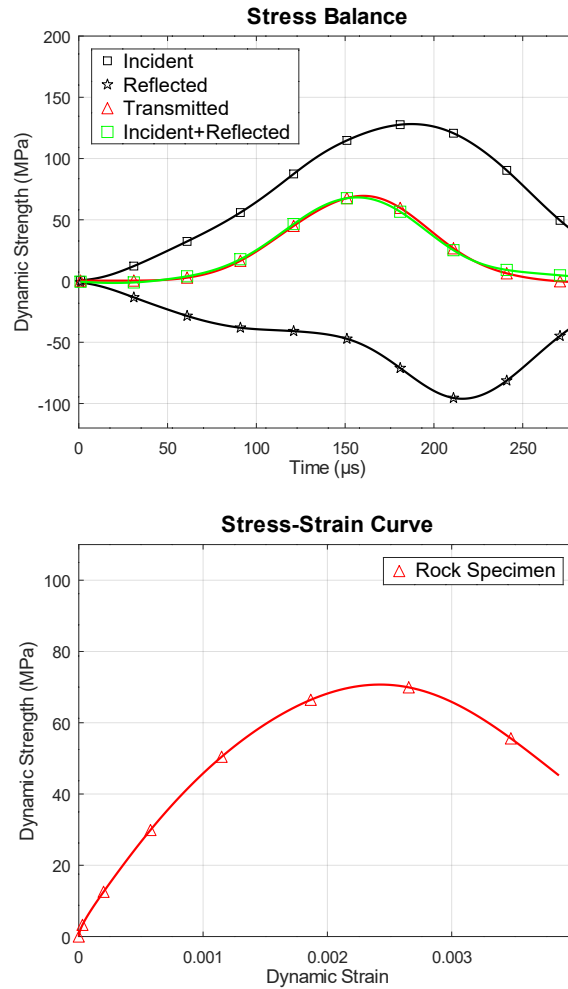 Stress Balance
Dynamic Strength (MPa)
200
150
100
50
0
-50
-100
Incident
Reflected
Transmitted
Incident+Reflected
0 50 100 150 200 250
Time (μs)
Stress-Strain Curve
Dynamic Strength (MPa)
100
80
60
40
20
0
Rock Specimen
0 0.001 0.002 0.003
Dynamic Strain